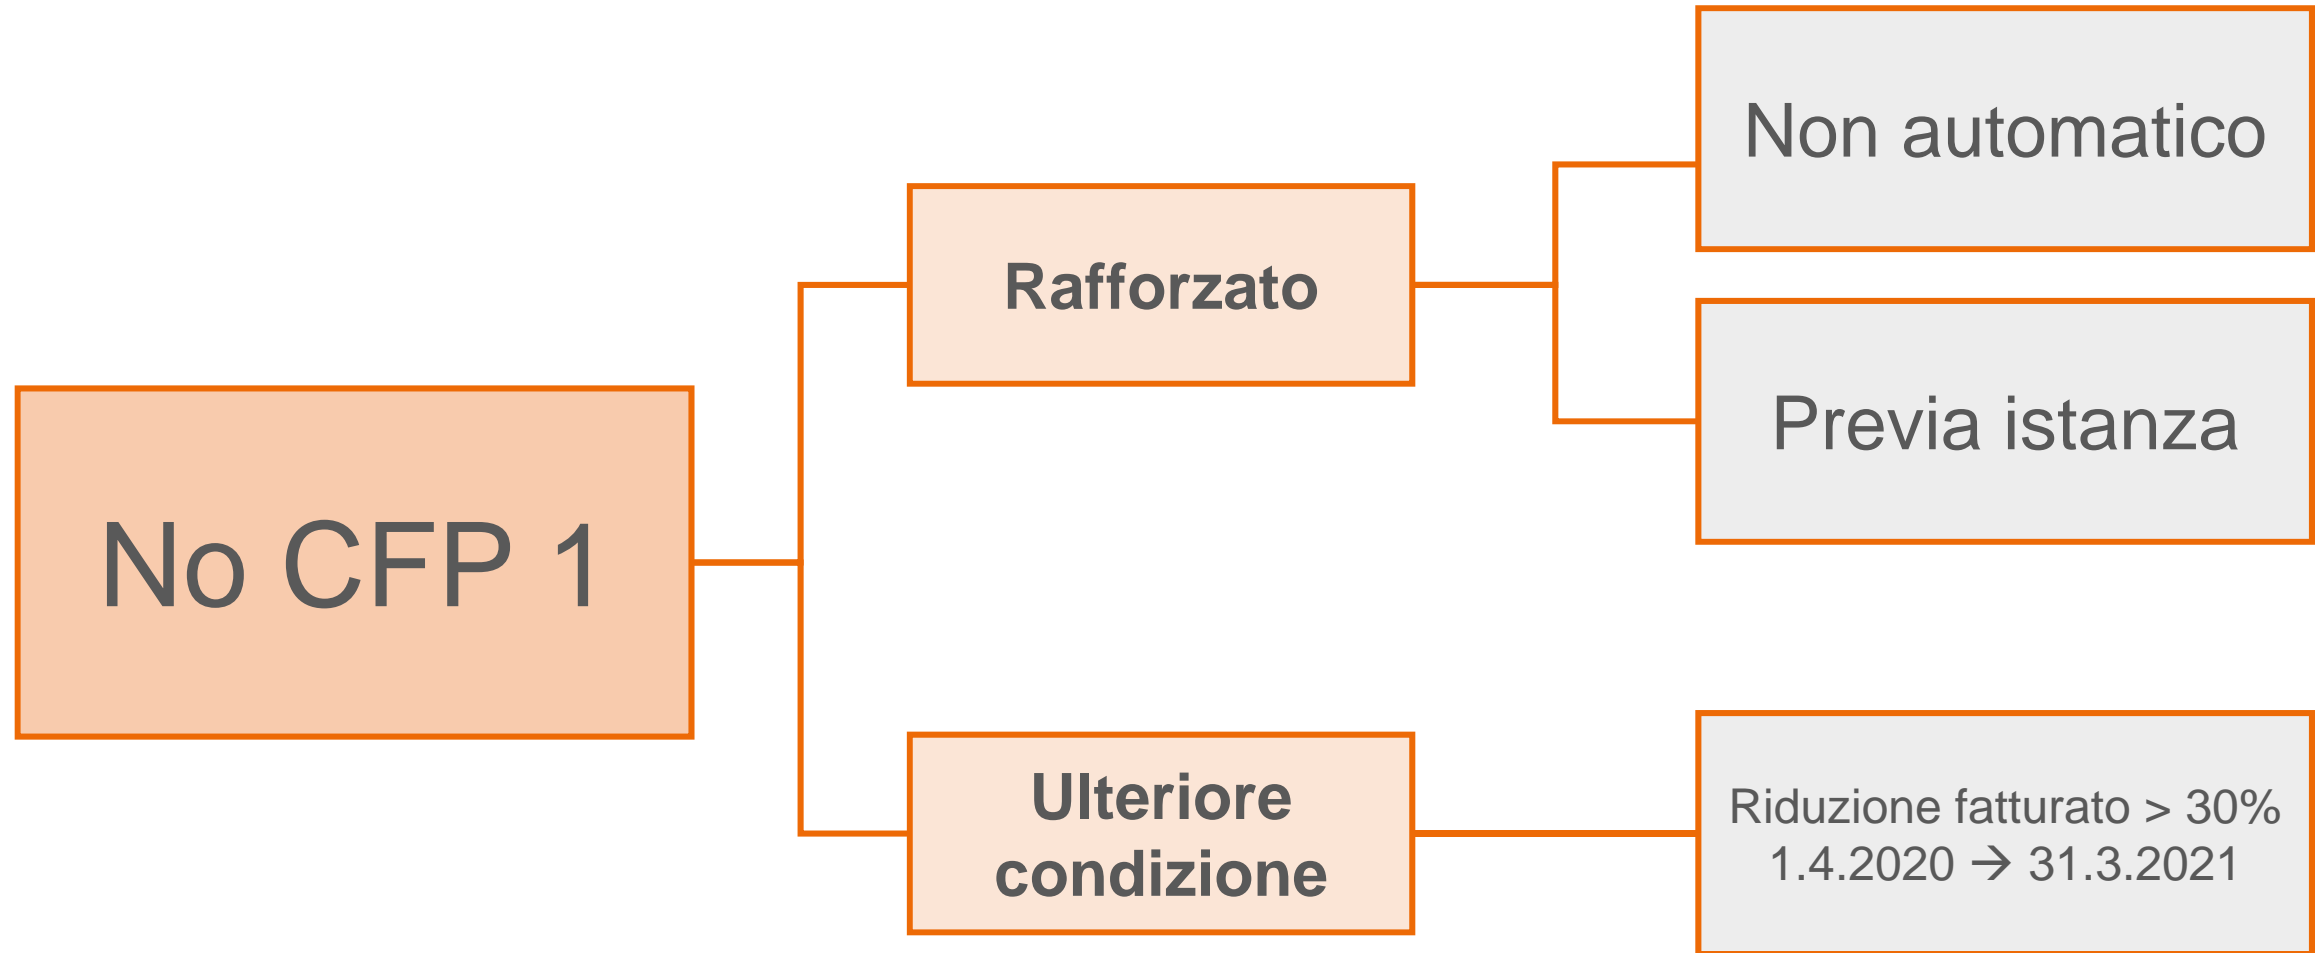 No CFP 1
Rafforzato
Non automatico
Previa istanza
Ulteriore
condizione
Riduzione fatturato > 30%
1.4.2020 → 31.3.2021